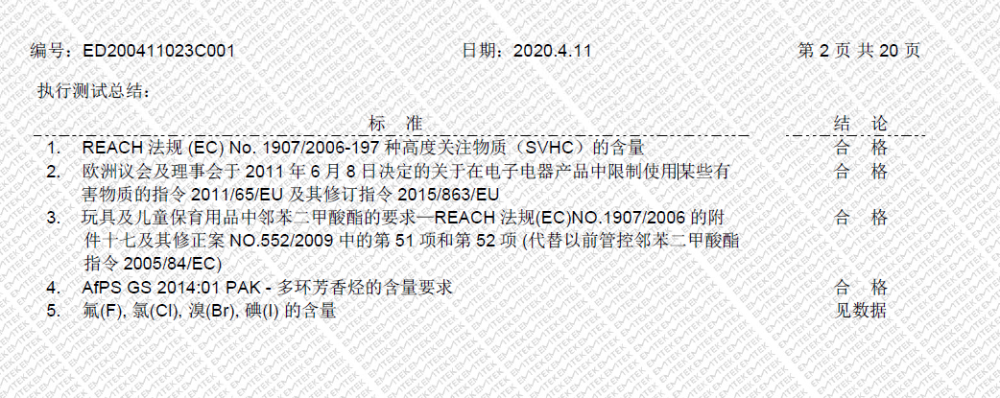 编号：ED200411023C001 日期：2020.4.11 第 2 页 共 20 页
执行测试总结：
标 准 结 论
1. REACH 法规 (EC) No. 1907/2006-197 种高度关注物质（SVHC）的含量 合 格
2. 欧洲议会及理事会于 2011 年 6 月 8 日决定的关于在电子电器产品中限制使用某些有 合 格
害物质的指令 2011/65/EU 及其修订指令 2015/863/EU
3. 玩具及儿童保育用品中邻苯二甲酸酯的要求—REACH 法规(EC)NO.1907/2006 的附 合 格
件十七及其修正案 NO.552/2009 中的第 51 项和第 52 项 (代替以前管控邻苯二甲酸酯
指令 2005/84/EC)
4. AfPS GS 2014:01 PAK - 多环芳香烃的含量要求 合 格
5. 氟(F), 氯(Cl), 溴(Br), 碘(I) 的含量 见数据